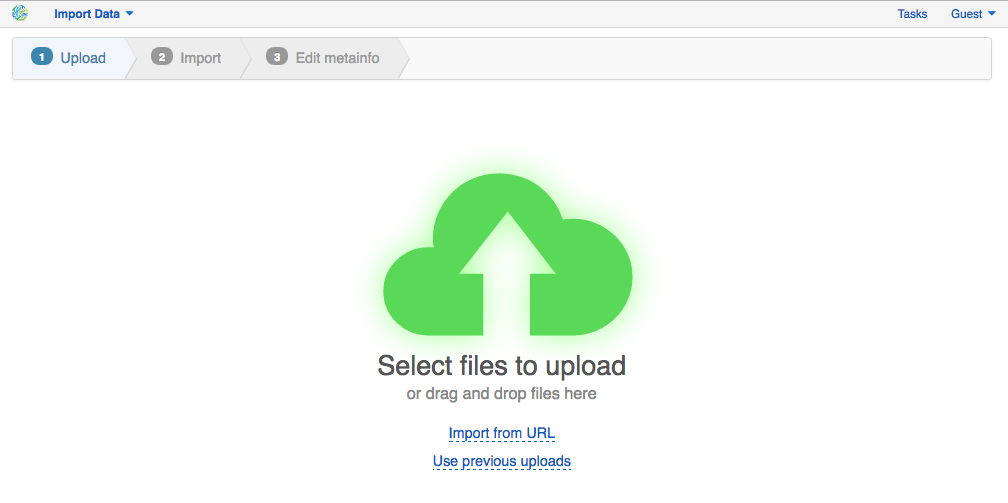 Import Data
Tasks
Guest
1 Upload
2 Import
3 Edit metainfo
Select files to upload
or drag and drop files here
Import from URL
Use previous uploads